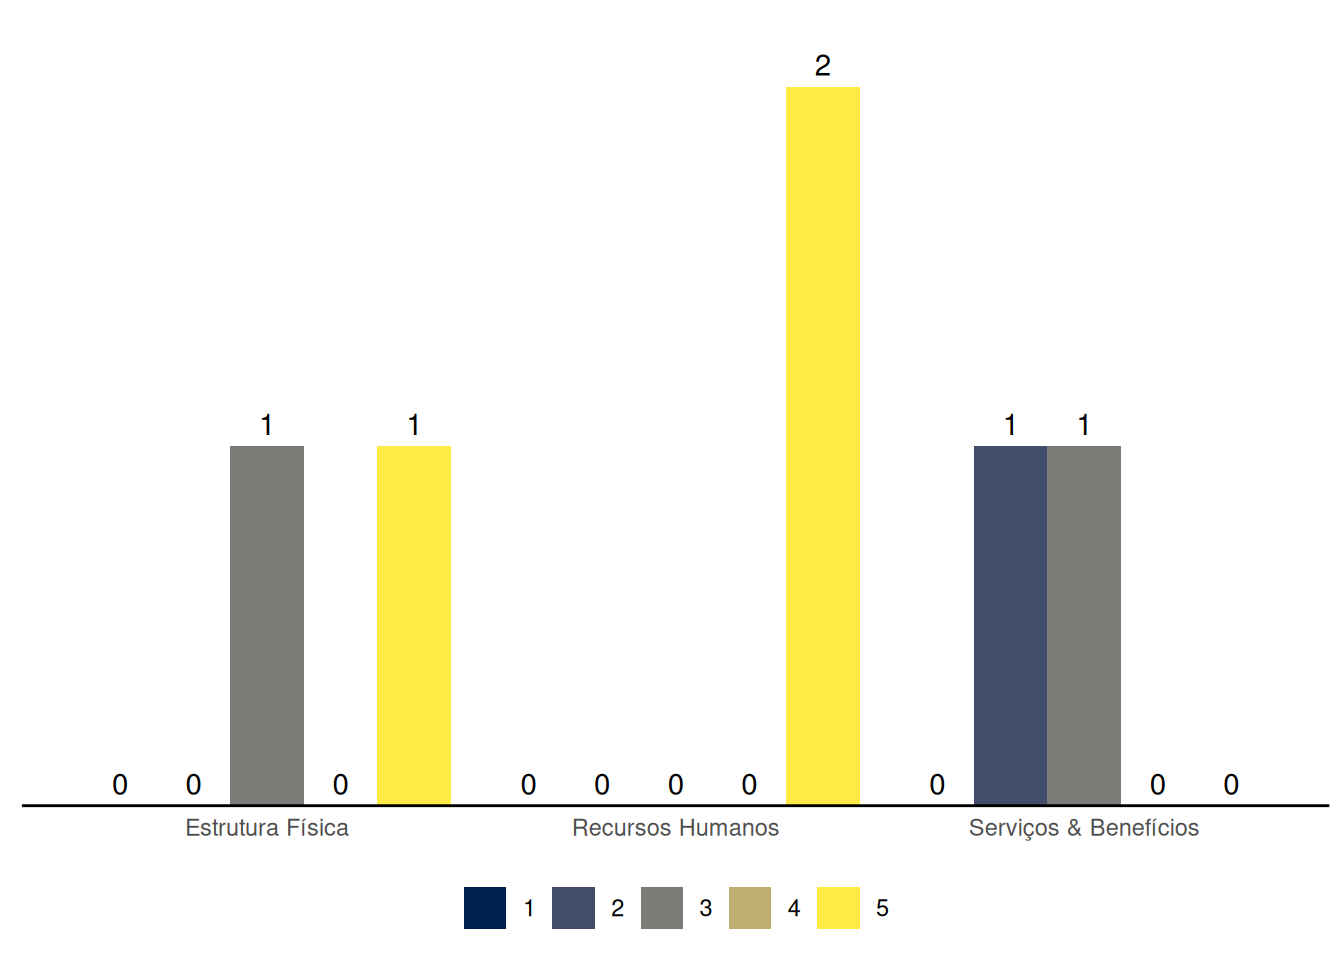 2
1 1 1 1
0 0 0 0 0 0 0 0 0 0
Estrutura Física Recursos Humanos Serviços & Benefícios
1 2 3 4 5